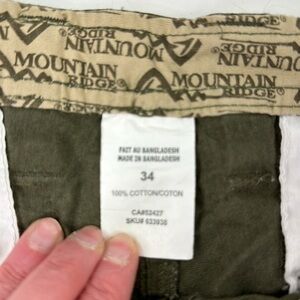 MOUNTAIN
RIDGE
MOUNTAIN
RIDGE
MOUNTAIN
RIDGE
MOUNTAIN
RIDGE
FAIT AU BANGLADESH
MADE IN BANGLADESH
34
100% COTTON/COTON
CA#52427
SKU# 633935